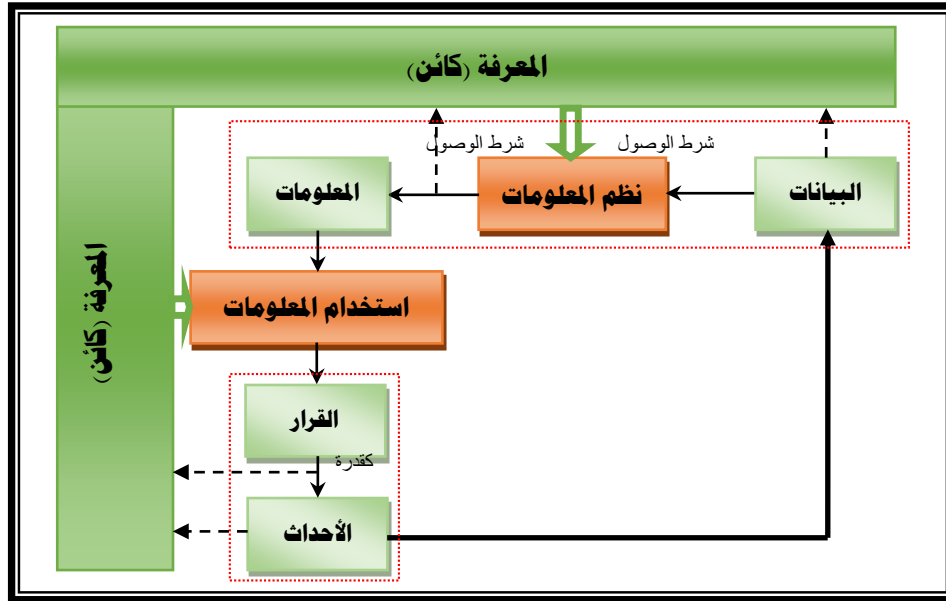 المعرفة (كائن)
شرط الوصول
شرط الوصول
البيانات
نظم المعلومات
المعلومات
المعرفة (كائن)
استخدام المعلومات
القرار
كقدرة
الأحداث